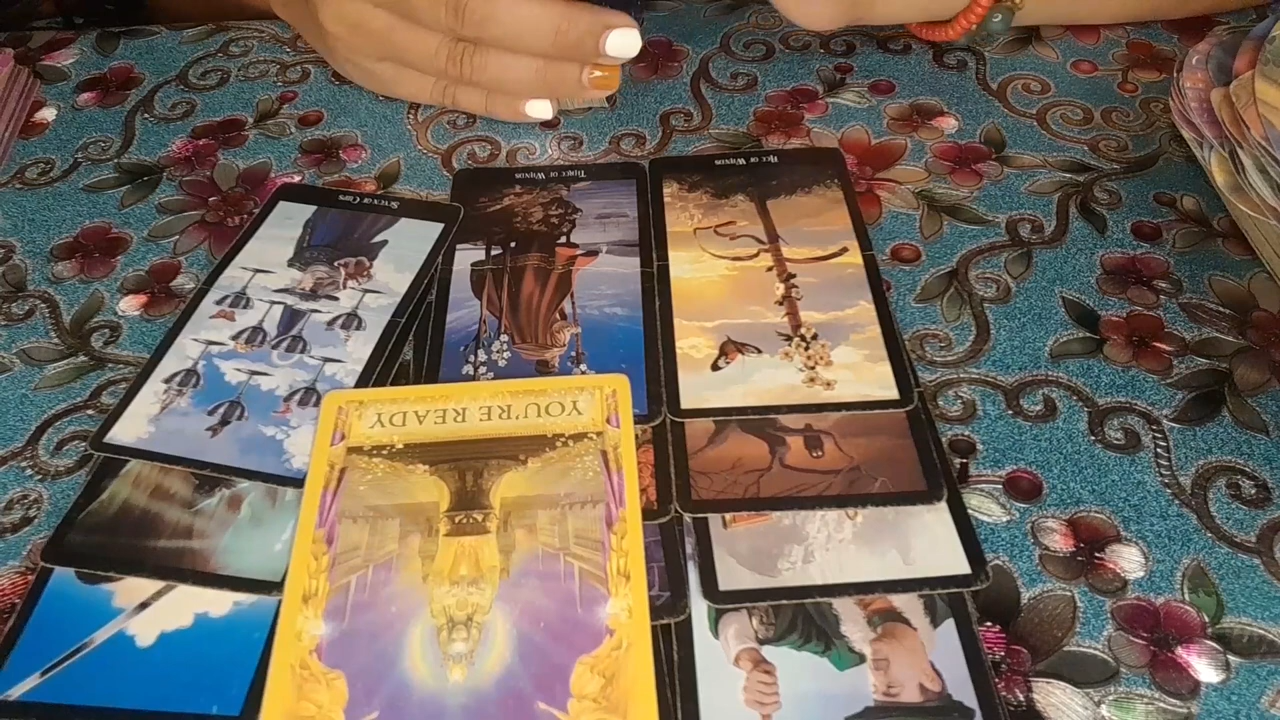 Seven of Cups
Three of Wands
Ace of Wands
YOU'RE READY